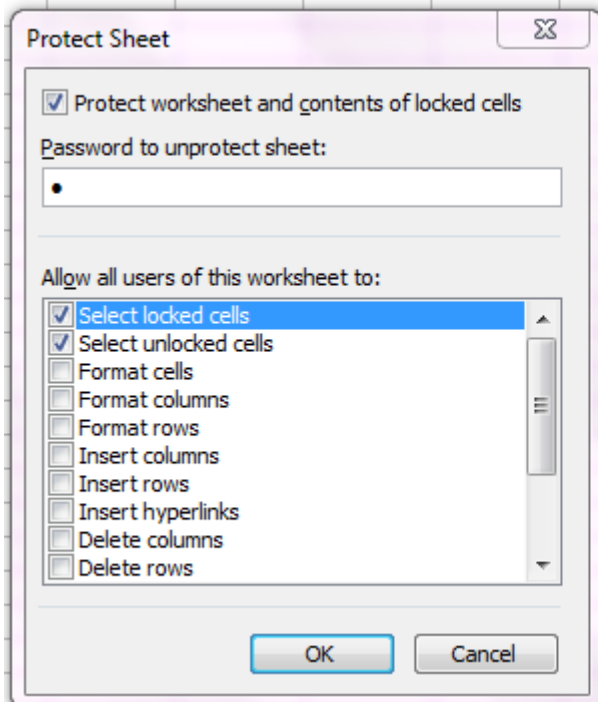 Protect Sheet
Protect worksheet and contents of locked cells
Password to unprotect sheet:
●
Allow all users of this worksheet to:
Select locked cells
Select unlocked cells
Format cells
Format columns
Format rows
Insert columns
Insert rows
Insert hyperlinks
Delete columns
Delete rows
OK Cancel